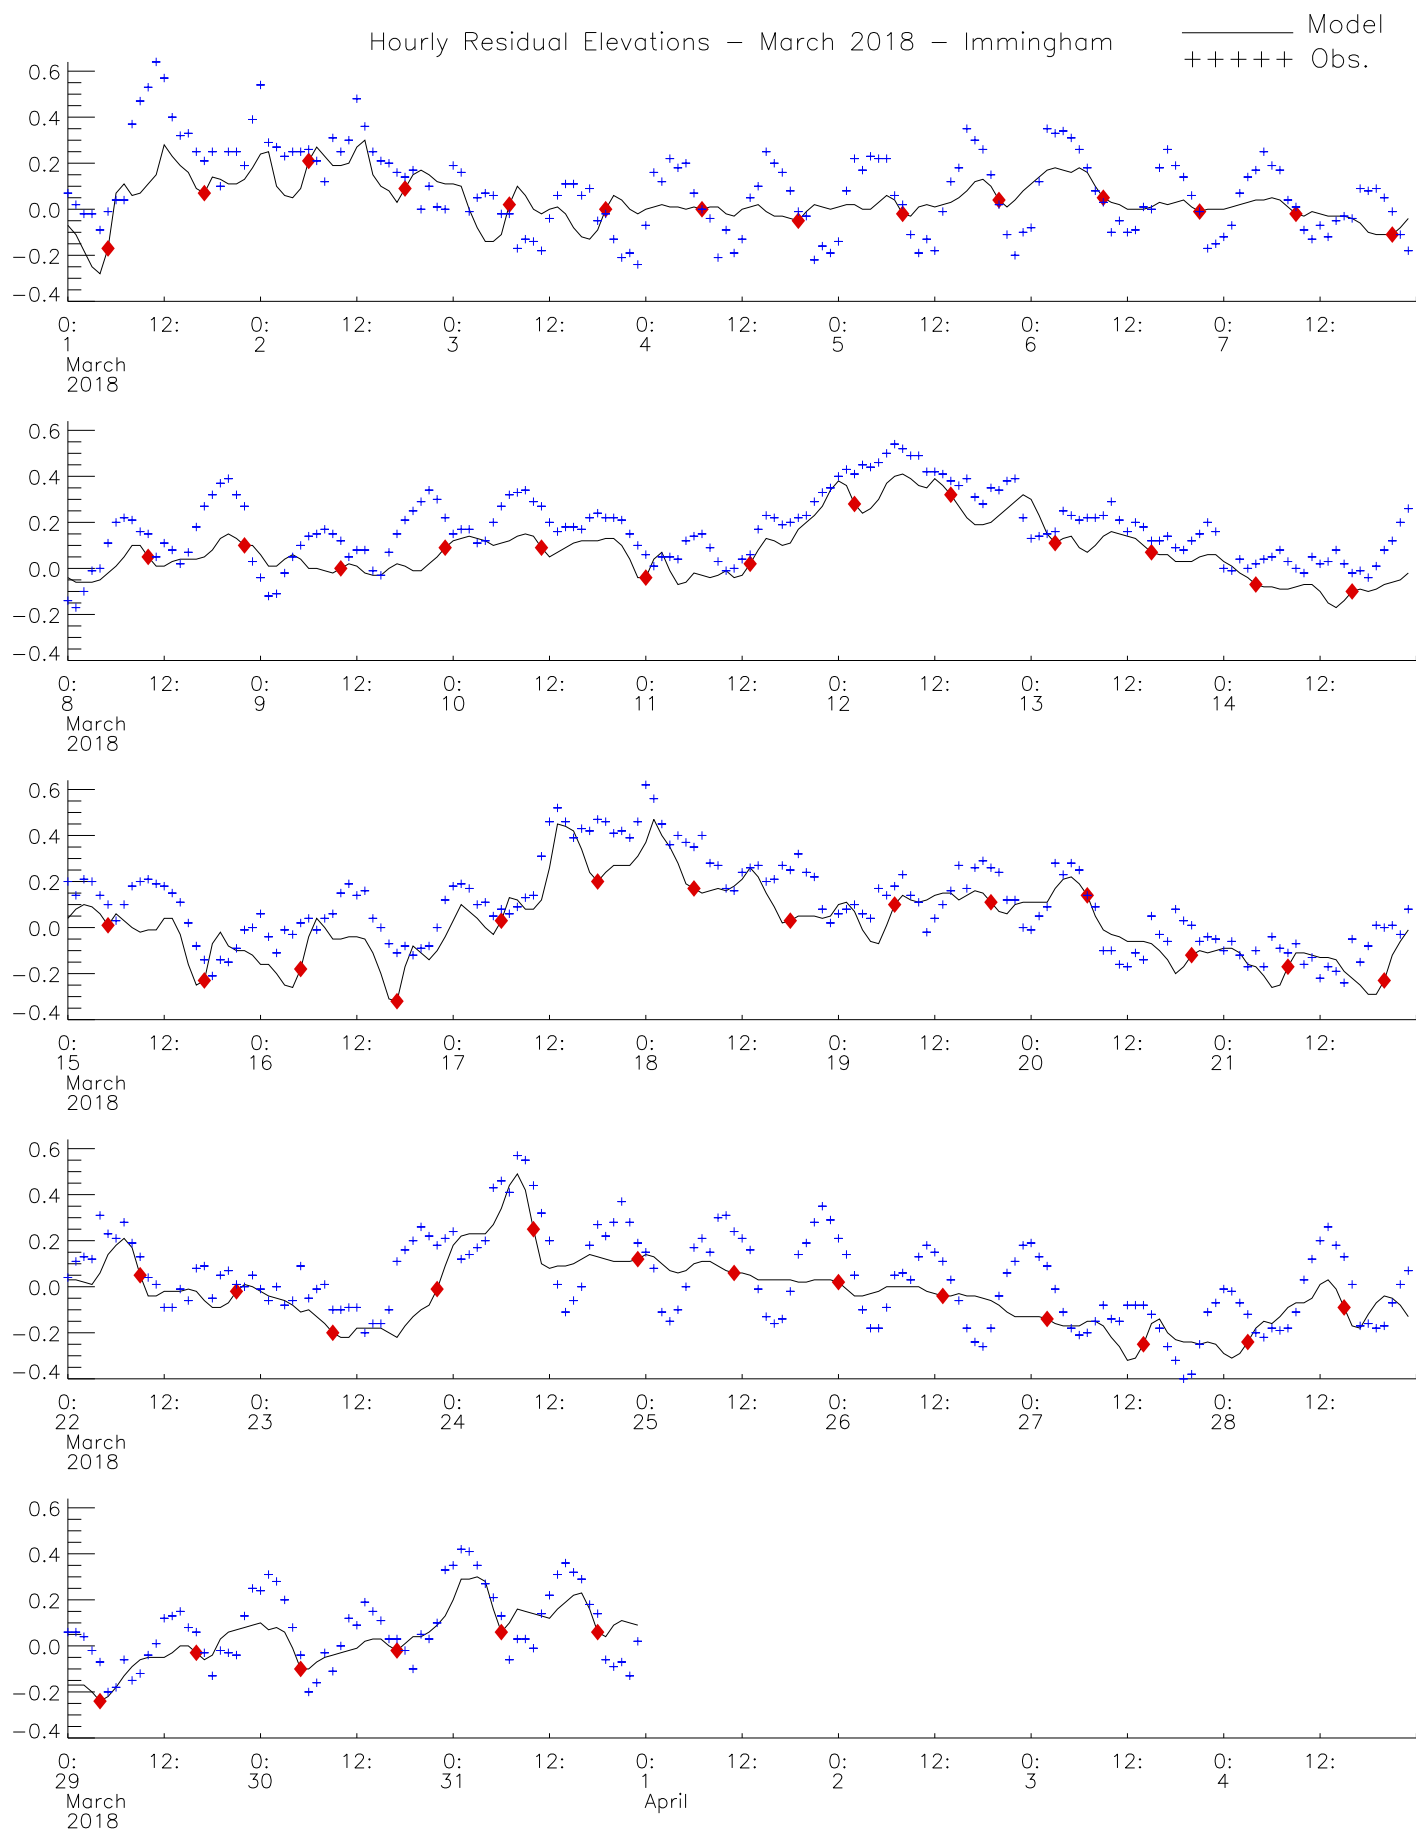 Hourly Residual Elevations – March 2018 – Immingham
Model
+++++ Obs.
0.6
0.4
0.2
0.0
−0.2
−0.4
0: 12: 0: 12: 0: 12: 0: 12: 0: 12: 0: 12: 0: 12:
1 2 3 4 5 6 7
March
2018
0.6
0.4
0.2
0.0
−0.2
−0.4
0: 12: 0: 12: 0: 12: 0: 12: 0: 12: 0: 12: 0: 12:
8 9 10 11 12 13 14
March
2018
0.6
0.4
0.2
0.0
−0.2
−0.4
0: 12: 0: 12: 0: 12: 0: 12: 0: 12: 0: 12: 0: 12:
15 16 17 18 19 20 21
March
2018
0.6
0.4
0.2
0.0
−0.2
−0.4
0: 12: 0: 12: 0: 12: 0: 12: 0: 12: 0: 12: 0: 12:
22 23 24 25 26 27 28
March
2018
0.6
0.4
0.2
0.0
−0.2
−0.4
0: 12: 0: 12: 0: 12: 0: 12: 0: 12: 0: 12: 0: 12:
29 30 31 1 2 3 4
March April
2018